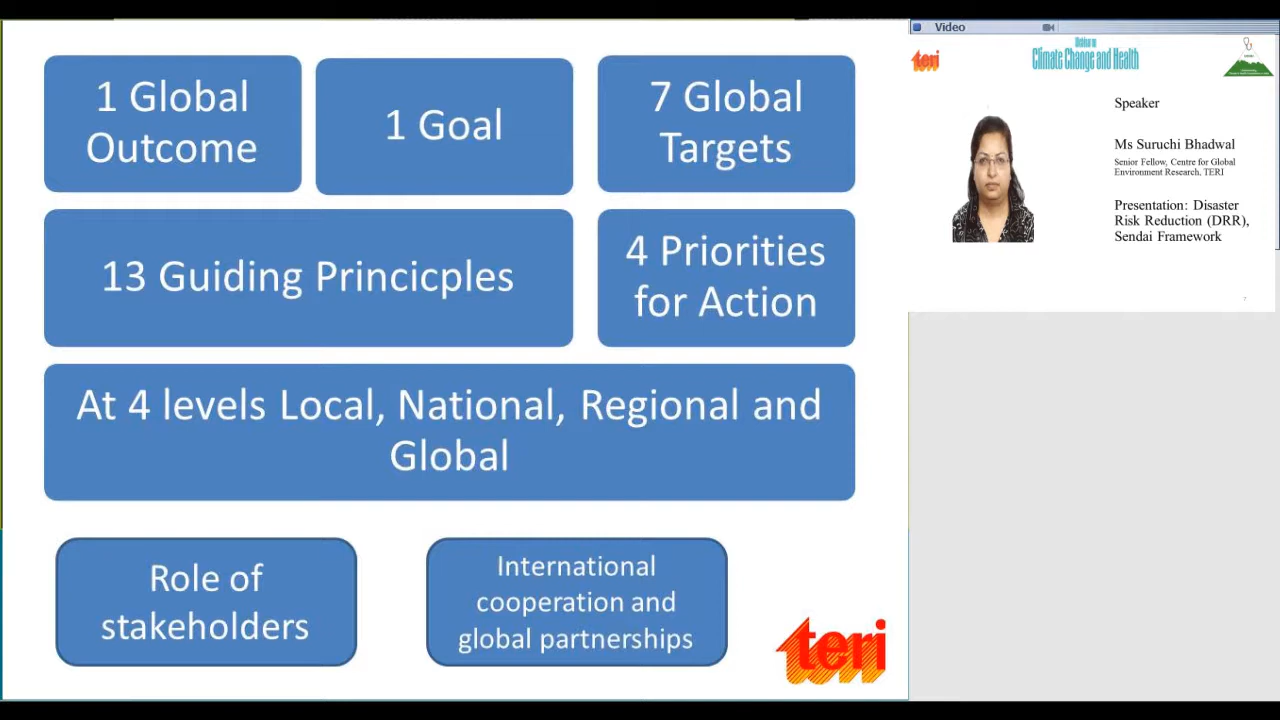 1 Global
Outcome
1 Goal
7 Global
Targets
13 Guiding Princicples
4 Priorities
for Action
At 4 levels Local, National, Regional and
Global
Role of
stakeholders
International
cooperation and
global partnerships
teri
Video
teri
Climate Change and Health
Speaker
Ms Suruchi Bhadwal
Senior Fellow, Centre for Global
Environment Research, TERI
Presentation: Disaster
Risk Reduction (DRR),
Sendai Framework